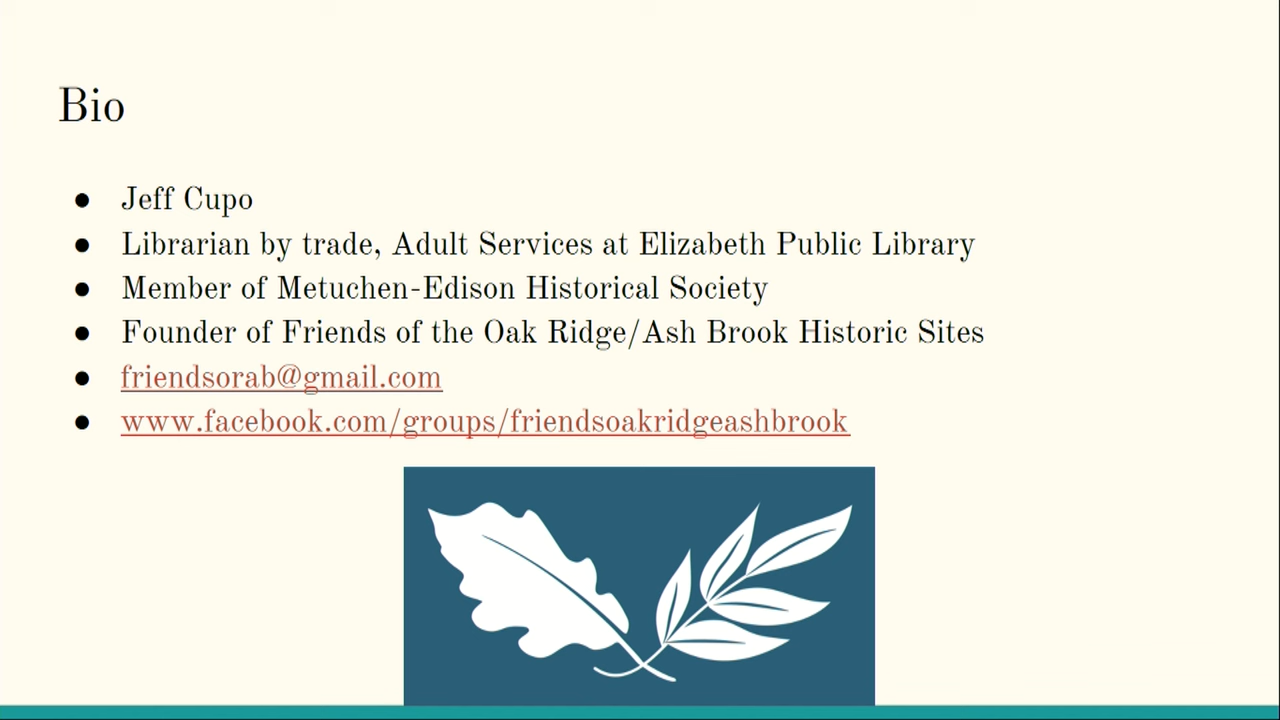 Bio
● Jeff Cupo
● Librarian by trade, Adult Services at Elizabeth Public Library
● Member of Metuchen-Edison Historical Society
● Founder of Friends of the Oak Ridge/Ash Brook Historic Sites
● friendsorab@gmail.com
● www.facebook.com/groups/friendsoakridgeashbrook